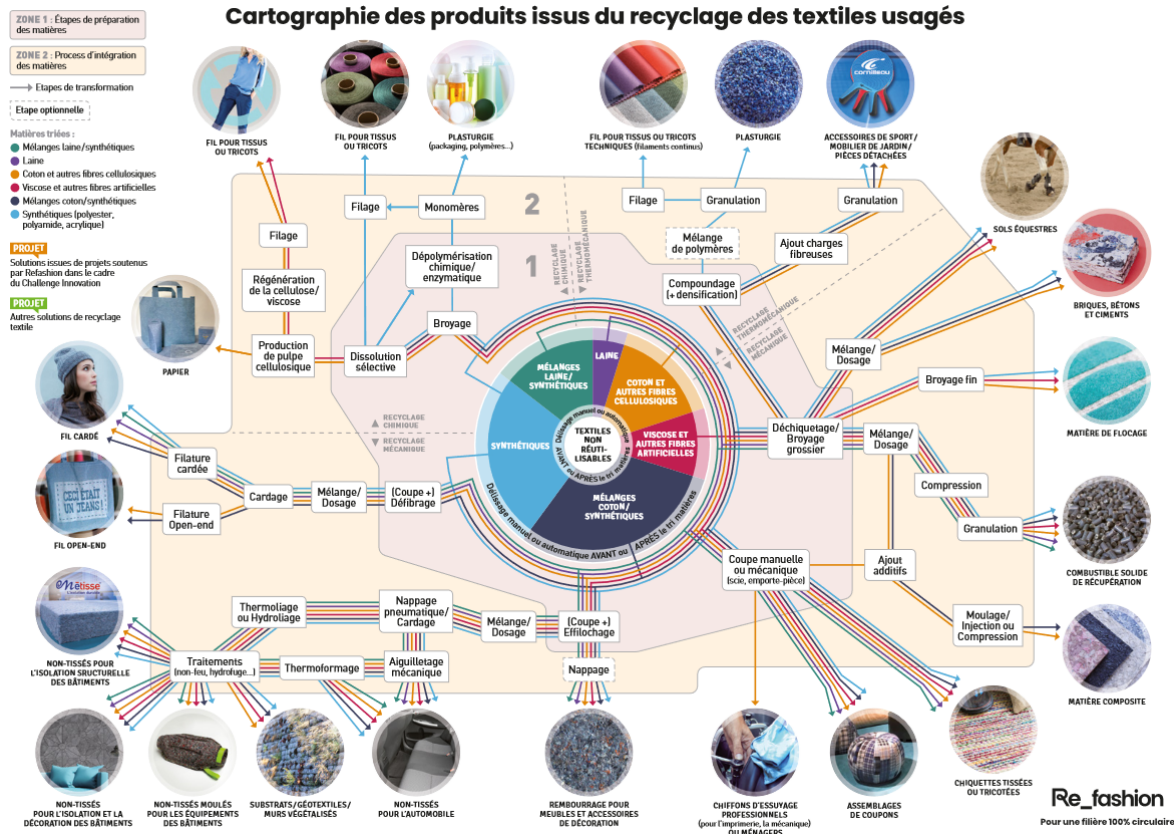 Cartographie des produits issus du recyclage des textiles usagés
ZONE 1 : Étapes de préparation
des matières
ZONE 2 : Process d'intégration
des matières
Etapes de transformation
Etape optionnelle
Matières triées :
Mélanges laine/synthétiques
Laine
Coton et autres fibres cellulosiques
Viscose et autres fibres artificielles
Mélanges coton/synthétiques
Synthétiques (polyester,
polyamide, acrylique)
PROJET
Solutions issues de projets soutenus
par Refashion dans le cadre
du Challenge Innovation
PROJET
Autres solutions de recyclage
textile
FIL POUR TISSUS
OU TRICOTS
FIL POUR TISSUS
OU TRICOTS
PLASTURGIE
(packaging, polymères...)
FIL POUR TISSUS OU TRICOTS
TECHNIQUES (filaments continus)
PLASTURGIE
cornilleau
ACCESSOIRES DE SPORT/
MOBILIER DE JARDIN/
PIÈCES DÉTACHÉES
SOLS ÉQUESTRES
BRIQUES, BÉTONS
ET CIMENTS
MATIÈRE DE FLOCAGE
COMBUSTIBLE SOLIDE
DE RÉCUPÉRATION
MATIÈRE COMPOSITE
CHIQUETTES TISSÉES
OU TRICOTÉES
ASSEMBLAGES
DE COUPONS
CHIFFONS D'ESSUYAGE
PROFESSIONNELS
(pour l'imprimerie, la mécanique)
OU MÉNAGERS
REMBOURRAGE POUR
MEUBLES ET ACCESSOIRES
DE DÉCORATION
NON-TISSÉS
POUR L'AUTOMOBILE
SUBSTRATS/GÉOTEXTILES/
MURS VÉGÉTALISÉS
NON-TISSÉS MOULÉS
POUR LES ÉQUIPEMENTS
DES BÂTIMENTS
NON-TISSÉS
POUR L'ISOLATION ET LA
DÉCORATION DES BÂTIMENTS
Métisse
NON-TISSÉS POUR
L'ISOLATION SRUCTURELLE
DES BÂTIMENTS
CECI ÉTAIT
UN JEANS !
FIL OPEN-END
FIL CARDÉ
PAPIER
Filage
Régénération
de la cellulose/
viscose
Production
de pulpe
cellulosique
Filage
Monomères
Dépolymérisation
chimique/
enzymatique
Broyage
Dissolution
sélective
2
1
RECYCLAGE
CHIMIQUE
RECYCLAGE
THERMOMÉCANIQUE
Filage
Granulation
Mélange
de polymères
Compoundage
(+ densification)
Ajout charges
fibreuses
Granulation
RECYCLAGE
THERMOMÉCANIQUE
RECYCLAGE
MÉCANIQUE
Mélange/
Dosage
Broyage fin
Déchiquetage/
Broyage
grossier
Mélange/
Dosage
Compression
Granulation
Ajout
additifs
Moulage/
Injection ou
Compression
Coupe manuelle
ou mécanique
(scie, emporte-pièce)
(Coupe +)
Effilochage
Nappage
Mélange/
Dosage
Nappage
pneumatique/
Cardage
Aiguilletage
mécanique
Thermoliage
ou Hydroliage
Thermoformage
Traitements
(non-feu, hydrofuge...)
RECYCLAGE
CHIMIQUE
RECYCLAGE
MÉCANIQUE
(Coupe +)
Défibrage
Mélange/
Dosage
Cardage
Filature
cardée
Filature
Open-end
MÉLANGES
LAINE/
SYNTHÉTIQUES
LAINE
COTON ET
AUTRES FIBRES
CELLULOSIQUES
VISCOSE ET
AUTRES FIBRES
ARTIFICIELLES
MÉLANGES
COTON/
SYNTHÉTIQUES
SYNTHÉTIQUES
TEXTILES
NON
RÉUTI-
LISABLES
Délissage manuel ou automatique
AVANT ou APRÈS le tri matières
Délissage manuel ou automatique AVANT ou APRÈS le tri matières
Re_fashion
Pour une filière 100% circulaire